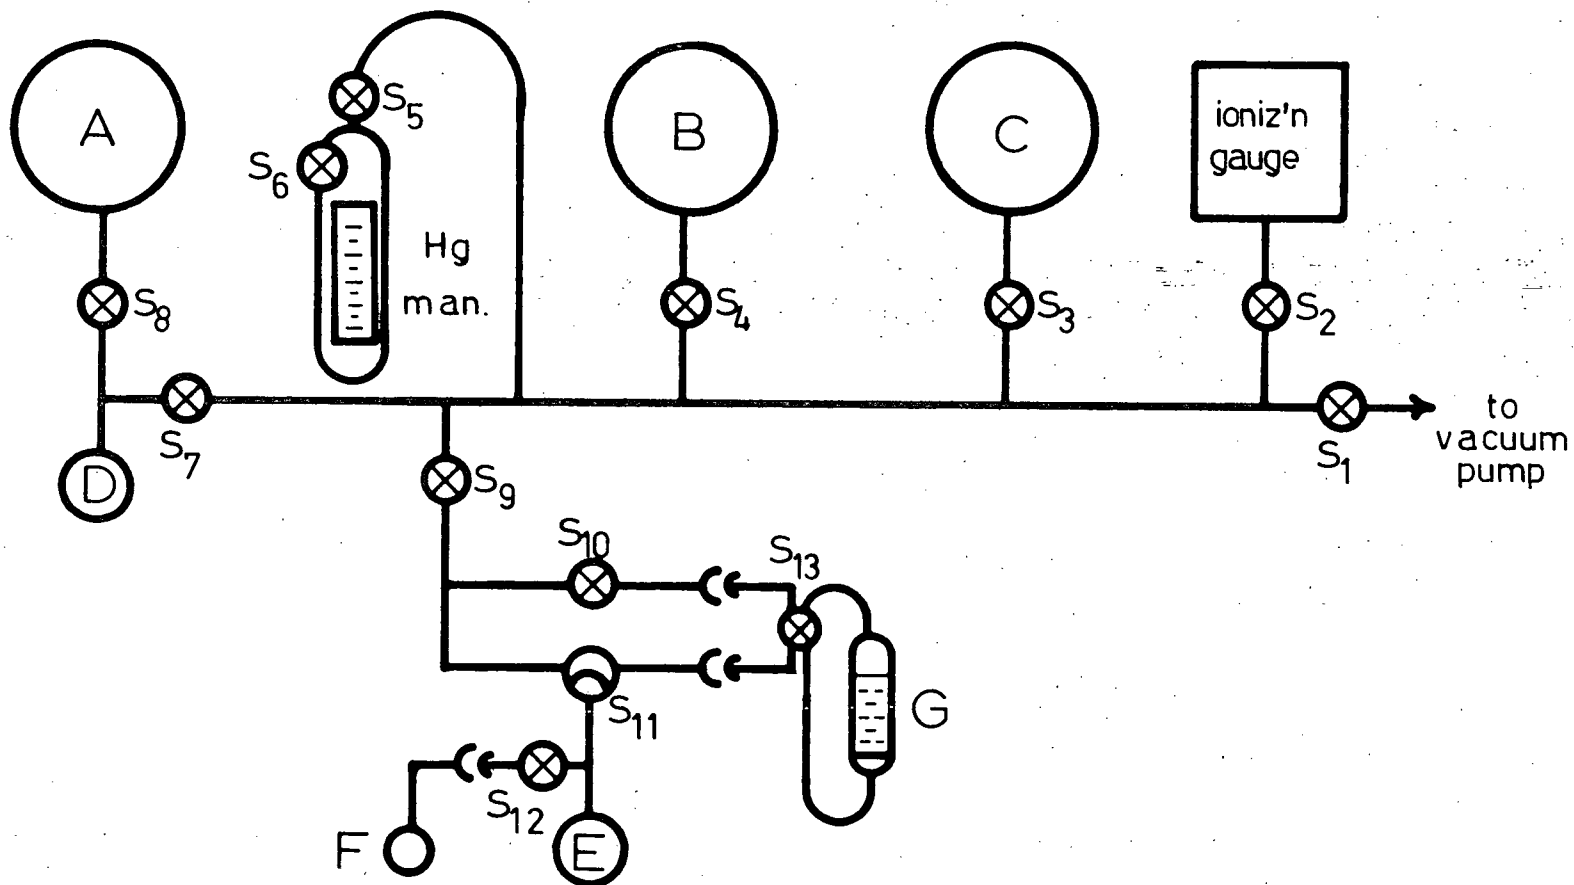 A
S5
S6
Hg
man.
B
C
ioniz'n
gauge
S8
S4
S3
S2
S7
D
S9
S1
to
vacuum
pump
S10
S13
S11
G
S12
F
E